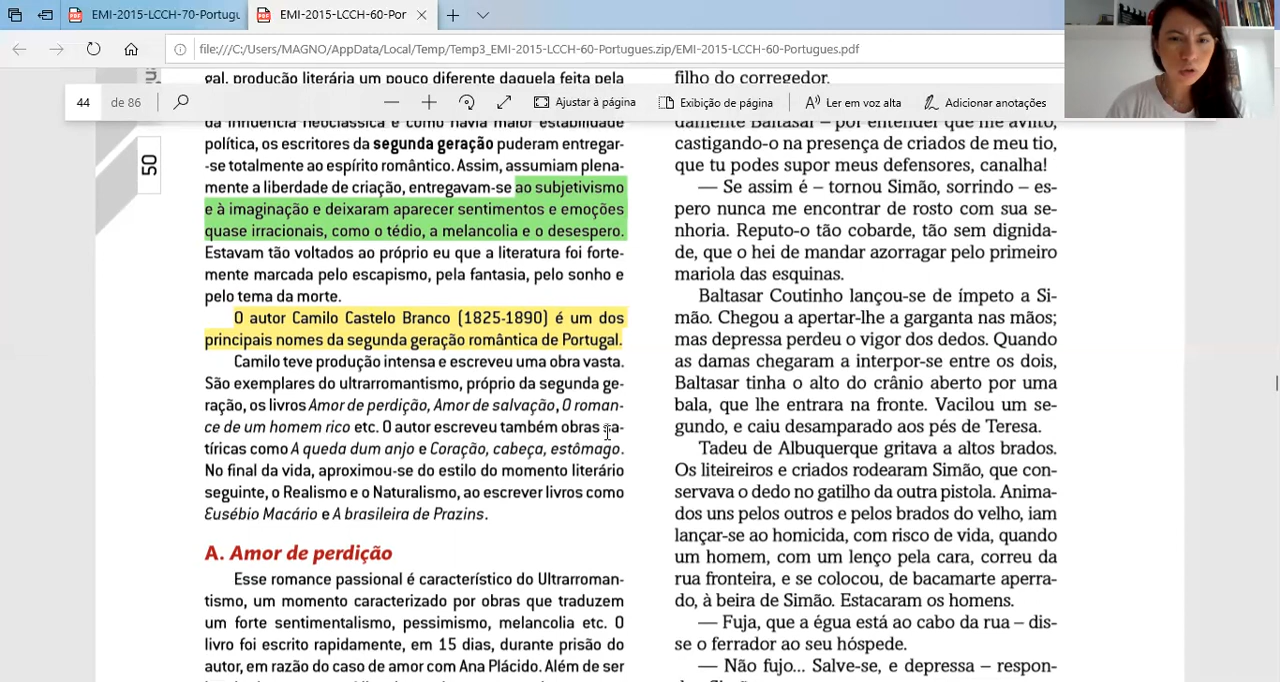 EMI-2015-LCCH-70-Portugu
EMI-2015-LCCH-60-Por
file:///C:/Users/MAGNO/AppData/Local/Temp/Temp3_EMI-2015-LCCH-60-Portugues.zip/EMI-2015-LCCH-60-Portugues.pdf
44 de 86
Ajustar à página
Exibição de página
Ler em voz alta
Adicionar anotações
50
gal, produção literária um pouco diferente daquela feita pela
da influência neoclássica e como havia maior estabilidade
política, os escritores da segunda geração puderam entregar-
-se totalmente ao espírito romântico. Assim, assumiam plena-
mente a liberdade de criação, entregavam-se ao subjetivismo
e à imaginação e deixaram aparecer sentimentos e emoções
quase irracionais, como o tédio, a melancolia e o desespero.
Estavam tão voltados ao próprio eu que a literatura foi forte-
mente marcada pelo escapismo, pela fantasia, pelo sonho e
pelo tema da morte.
O autor Camilo Castelo Branco (1825-1890) é um dos
principais nomes da segunda geração romântica de Portugal.
Camilo teve produção intensa e escreveu uma obra vasta.
São exemplares do ultrarromantismo, próprio da segunda ge-
ração, os livros Amor de perdição, Amor de salvação, O roman-
ce de um homem rico etc. O autor escreveu também obras sa-
tíricas como A queda dum anjo e Coração, cabeça, estômago.
No final da vida, aproximou-se do estilo do momento literário
seguinte, o Realismo e o Naturalismo, ao escrever livros como
Eusébio Macário e A brasileira de Prazins.
A. Amor de perdição
Esse romance passional é característico do Ultrarroman-
tismo, um momento caracterizado por obras que traduzem
um forte sentimentalismo, pessimismo, melancolia etc. O
livro foi escrito rapidamente, em 15 dias, durante prisão do
autor, em razão do caso de amor com Ana Plácido. Além de ser
filho do corregedor.
damente Baltasar – por entender que me avilto,
castigando-o na presença de criados de meu tio,
que tu podes supor meus defensores, canalha!
— Se assim é – tornou Simão, sorrindo – es-
pero nunca me encontrar de rosto com sua se-
nhoria. Reputo-o tão cobarde, tão sem dignida-
de, que o hei de mandar azorragar pelo primeiro
mariola das esquinas.
Baltasar Coutinho lançou-se de ímpeto a Si-
mão. Chegou a apertar-lhe a garganta nas mãos;
mas depressa perdeu o vigor dos dedos. Quando
as damas chegaram a interpor-se entre os dois,
Baltasar tinha o alto do crânio aberto por uma
bala, que lhe entrara na fronte. Vacilou um se-
gundo, e caiu desamparado aos pés de Teresa.
Tadeu de Albuquerque gritava a altos brados.
Os liteireiros e criados rodearam Simão, que con-
servava o dedo no gatilho da outra pistola. Anima-
dos uns pelos outros e pelos brados do velho, iam
lançar-se ao homicida, com risco de vida, quando
um homem, com um lenço pela cara, correu da
rua fronteira, e se colocou, de bacamarte aperra-
do, à beira de Simão. Estacaram os homens.
— Fuja, que a égua está ao cabo da rua – dis-
se o ferrador ao seu hóspede.
— Não fujo... Salve-se, e depressa – respon-